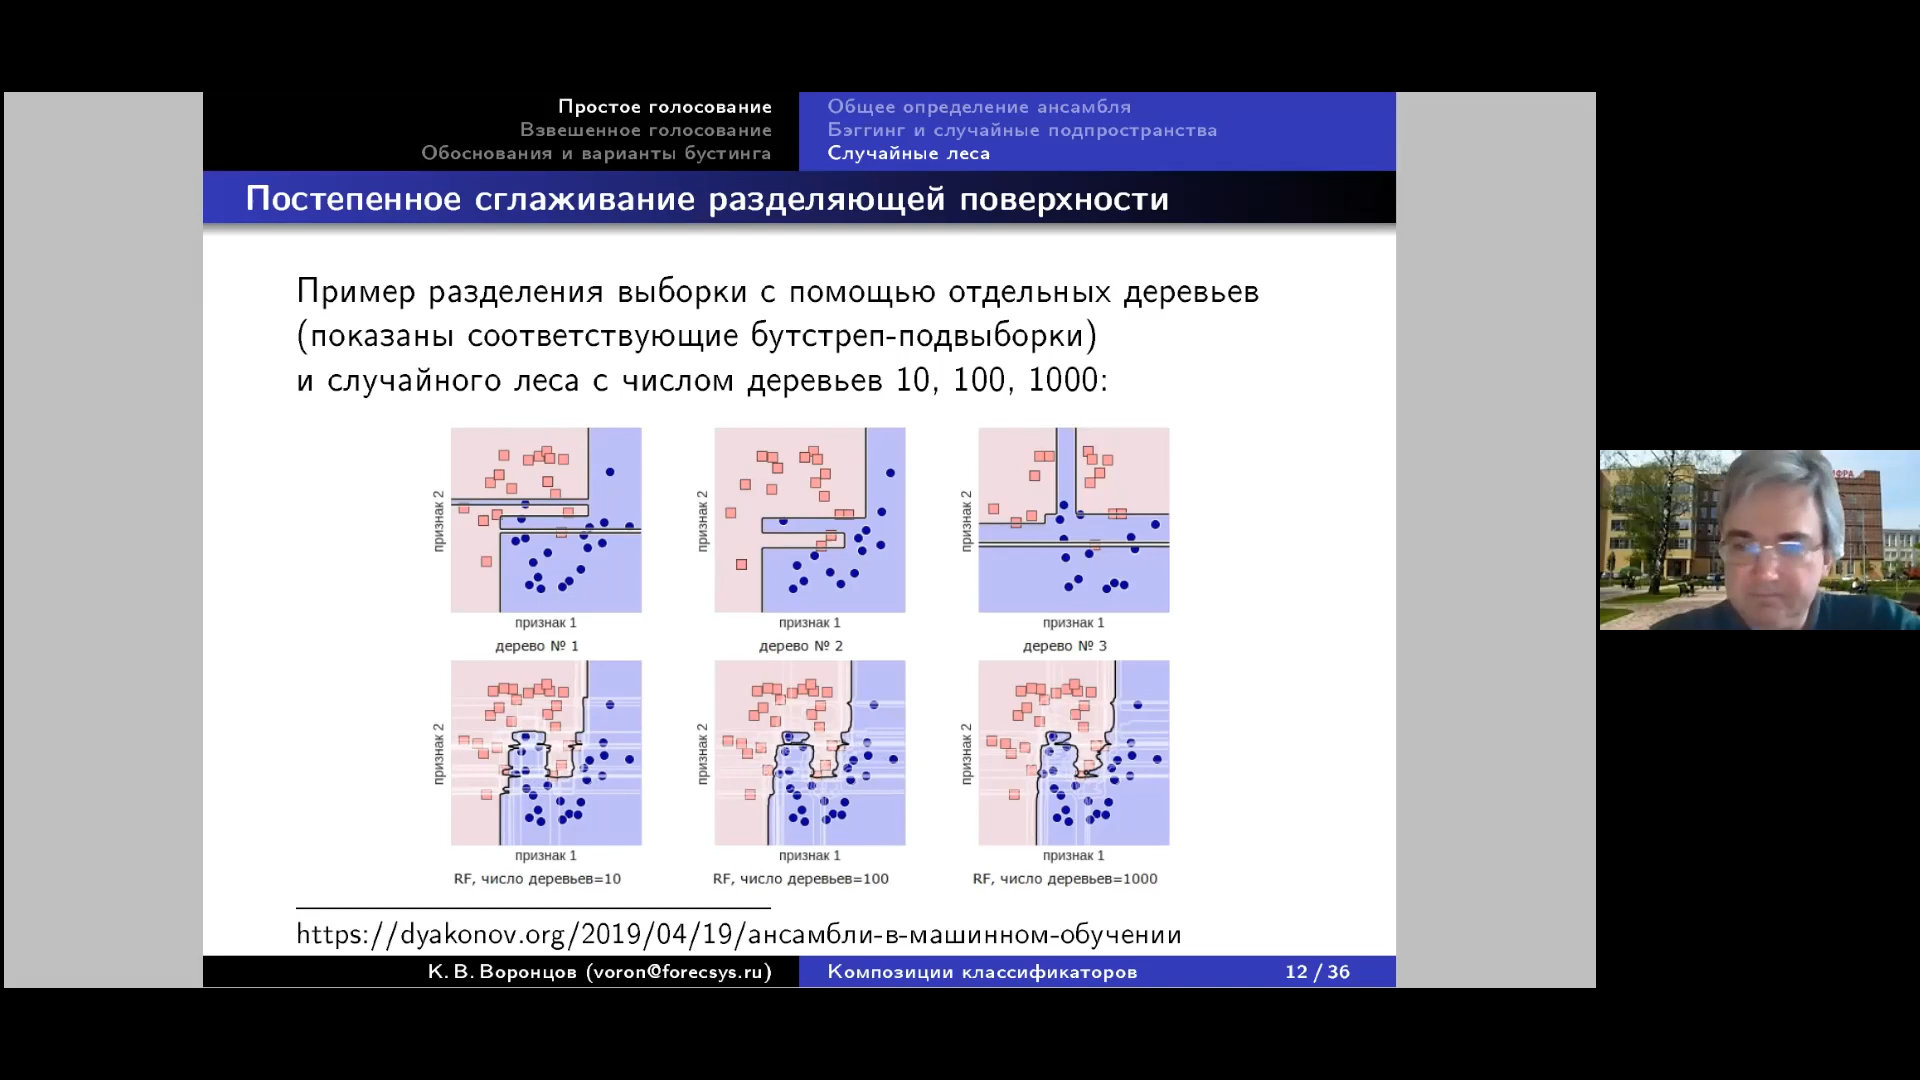 Простое голосование
Взвешенное голосование
Обоснования и варианты бустинга
Общее определение ансамбля
Бэггинг и случайные подпространства
Случайные леса
Постепенное сглаживание разделяющей поверхности
Пример разделения выборки с помощью отдельных деревьев
(показаны соответствующие бутстреп-подвыборки)
и случайного леса с числом деревьев 10, 100, 1000:
признак 2
признак 1
дерево № 1
признак 2
признак 1
дерево № 2
признак 2
признак 1
дерево № 3
признак 2
признак 1
RF, число деревьев=10
признак 2
признак 1
RF, число деревьев=100
признак 2
признак 1
RF, число деревьев=1000
https://dyakonov.org/2019/04/19/ансамбли-в-машинном-обучении
К. В. Воронцов (voron@forecsys.ru)
Композиции классификаторов
12 / 36